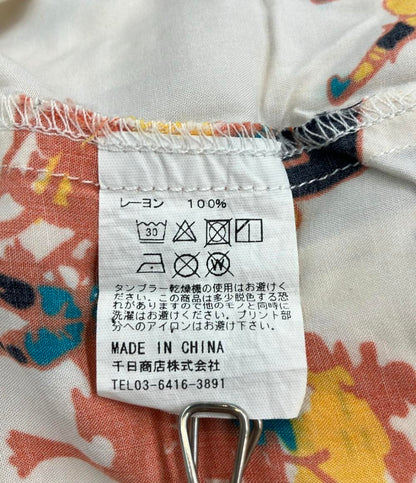 レーヨン 100%
30
W
タンブラー乾燥機の使用はお避けく
ださい。この商品は多少脱色する恐
れがありますので他のモノと同時に
洗濯はお避けください。プリント部
分へのアイロンはお避け下さい。
MADE IN CHINA
千日商店株式会社
TEL03-6416-3891